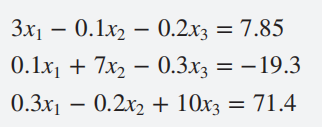 3x₁ − 0.1x₂ − 0.2x₃ = 7.85
0.1x₁ + 7x₂ − 0.3x₃ = −19.3
0.3x₁ − 0.2x₂ + 10x₃ = 71.4